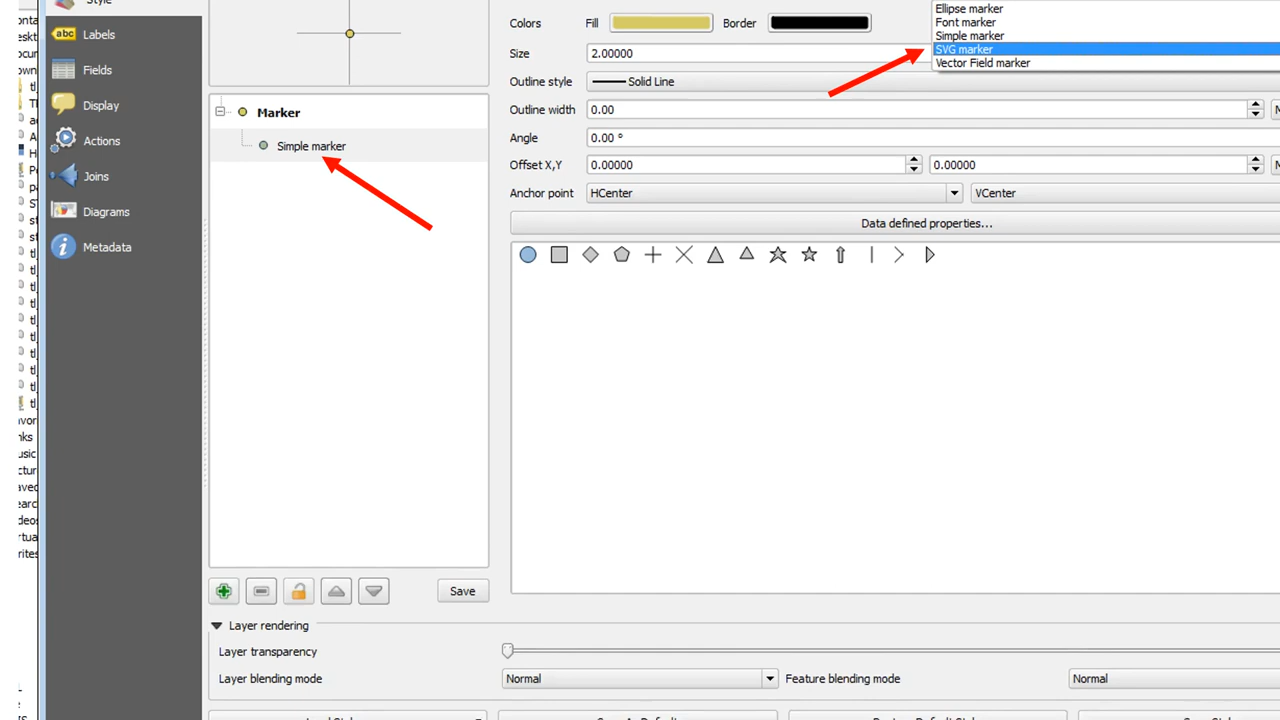 Style
Labels
Fields
Display
Actions
Joins
Diagrams
Metadata
abc
Marker
Simple marker
Save
Colors Fill Border
Size 2.00000
Outline style Solid Line
Outline width 0.00
Angle 0.00 °
Offset X,Y 0.00000 0.00000
Anchor point HCenter VCenter
Data defined properties...
Ellipse marker
Font marker
Simple marker
SVG marker
Vector Field marker
Layer rendering
Layer transparency
Layer blending mode Normal Feature blending mode Normal